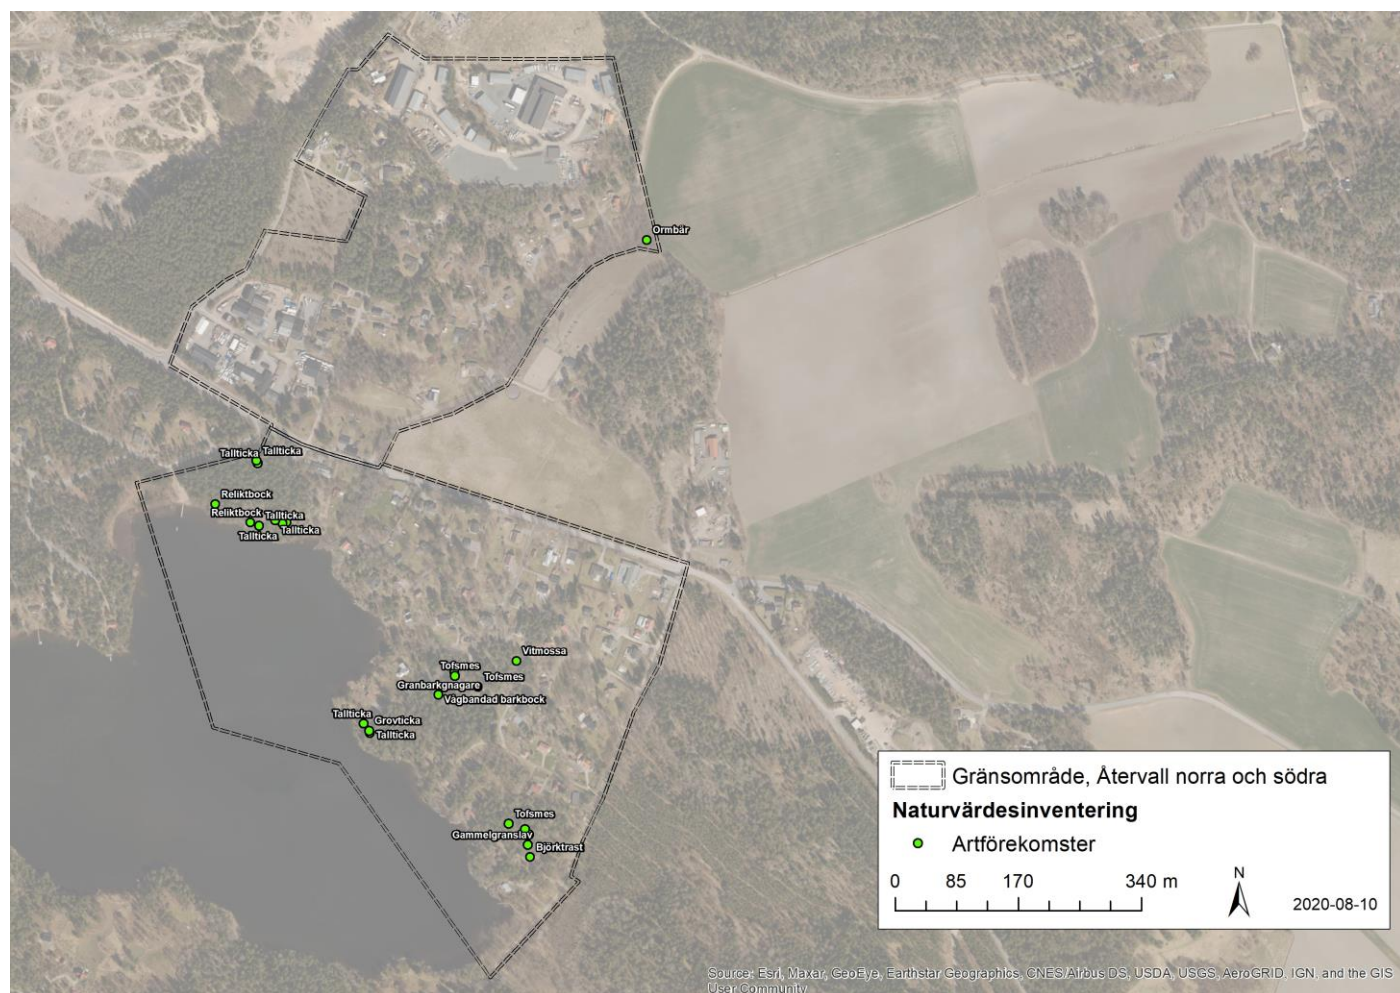 Ormbär
Tallticka
Tallticka
Reliktbock
Reliktbock
Tallticka
Tallticka
Tallticka
Vitmossa
Tofsmes
Tofsmes
Granbarkgnagare
Vågbandad barkbock
Tallticka
Grovticka
Tallticka
Tofsmes
Gammelgranslav
Björktrast
Gränsområde, Återvall norra och södra
Naturvärdesinventering
Artförekomster
0 85 170 340 m
N
2020-08-10
Source: Esri, Maxar, GeoEye, Earthstar Geographics, CNES/Airbus DS, USDA, USGS, AeroGRID, IGN, and the GIS
User Community